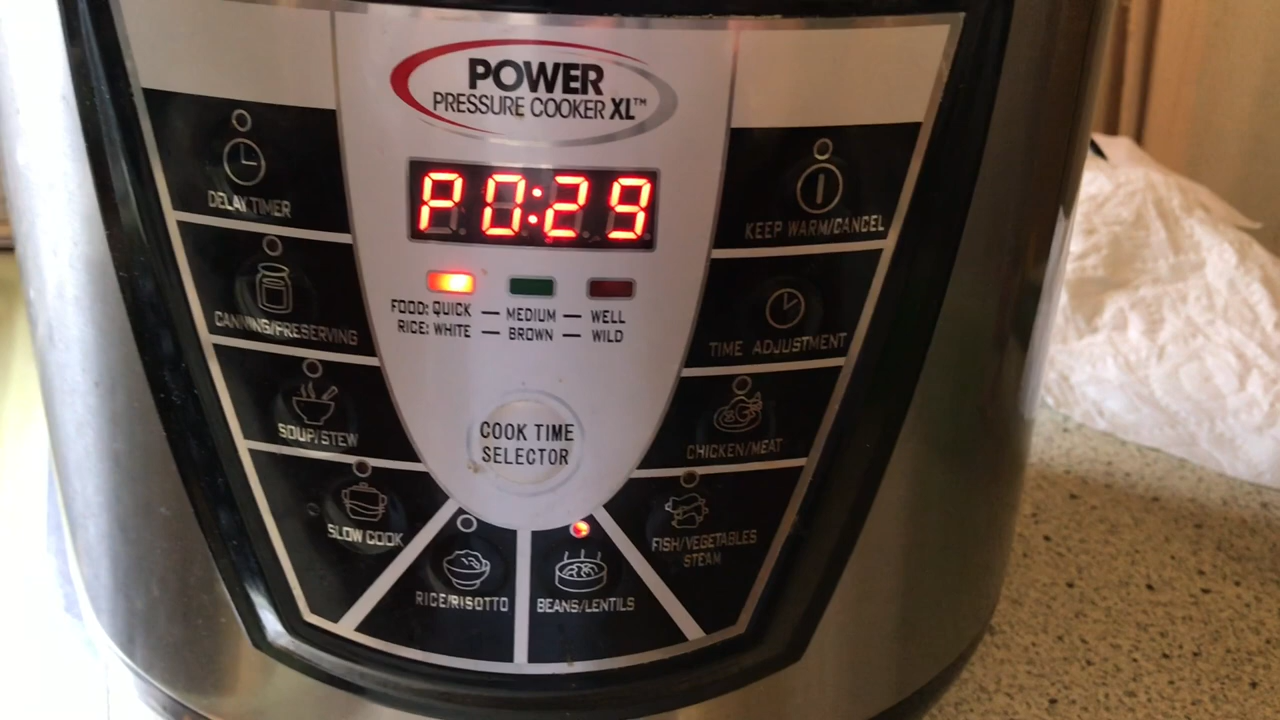 POWER
PRESSURE COOKER XL™
P0:29
FOOD: QUICK — MEDIUM — WELL
RICE: WHITE — BROWN — WILD
COOK TIME
SELECTOR
DELAY TIMER
CANNING/PRESERVING
SOUP/STEW
SLOW COOK
RICE/RISOTTO
BEANS/LENTILS
FISH/VEGETABLES
STEAM
CHICKEN/MEAT
TIME ADJUSTMENT
KEEP WARM/CANCEL